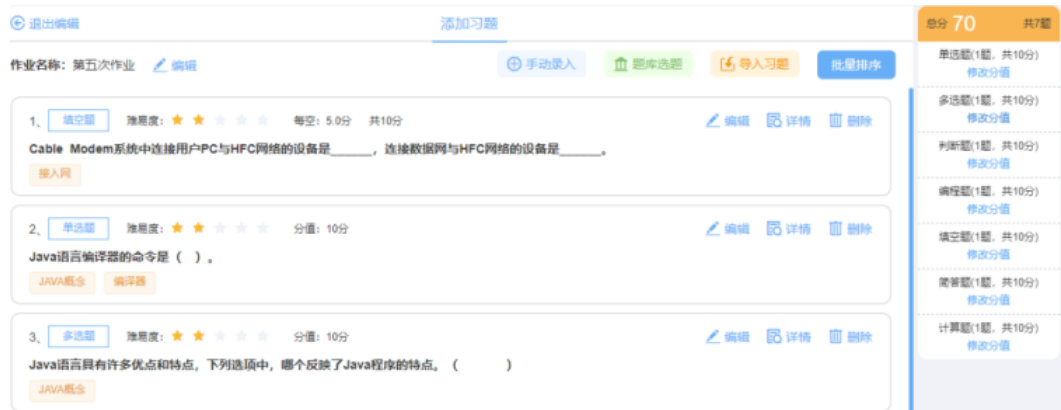 退出编辑
添加习题
作业名称：第五次作业 编辑
手动录入 题库选题 导入习题 批量排序
1、 填空题 难易度： 每空：5.0分 共10分 编辑 详情 删除
Cable Modem系统中连接用户PC与HFC网络的设备是______，连接数据网与HFC网络的设备是______。
接入网
2、 单选题 难易度： 分值：10分 编辑 详情 删除
Java语言编译器的命令是（ ）。
JAVA概念 编译器
3、 多选题 难易度： 分值：10分 编辑 详情 删除
Java语言具有许多优点和特点，下列选项中，哪个反映了Java程序的特点。（ ）
JAVA概念
总分 70 共7题
单选题(1题，共10分)
修改分值
多选题(1题，共10分)
修改分值
判断题(1题，共10分)
修改分值
编程题(1题，共10分)
修改分值
填空题(1题，共10分)
修改分值
简答题(1题，共10分)
修改分值
计算题(1题，共10分)
修改分值